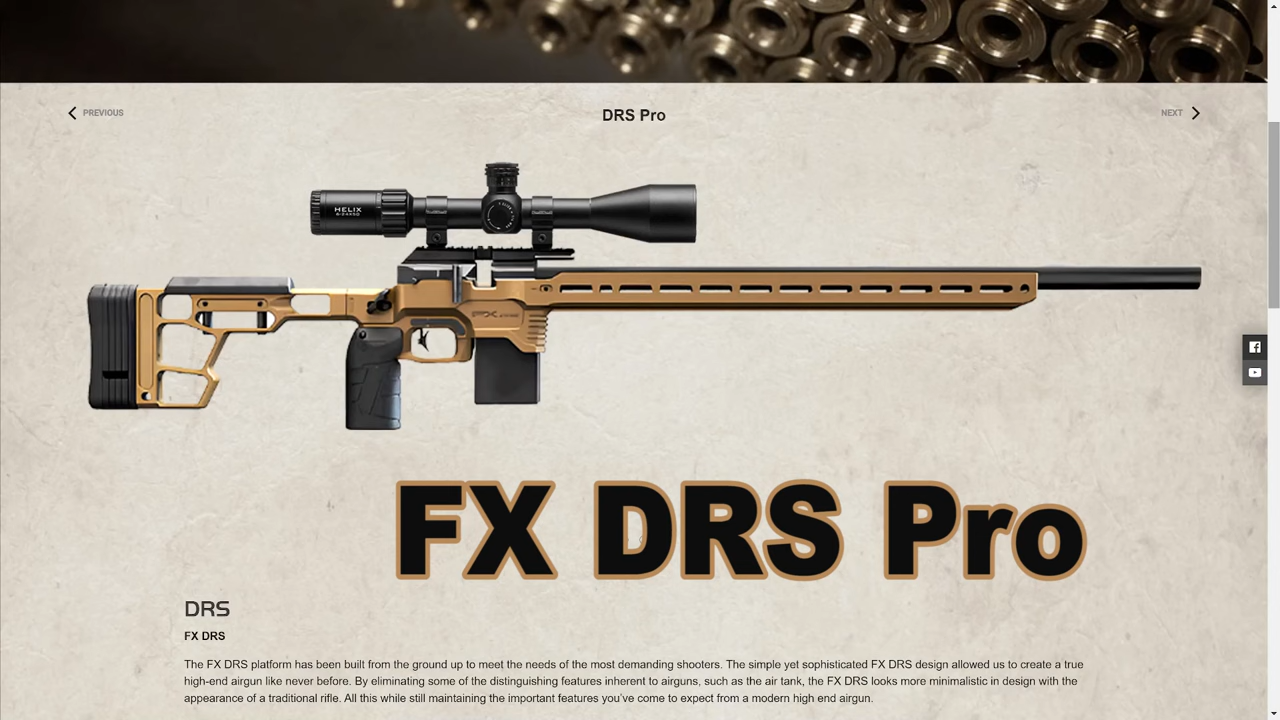 PREVIOUS
DRS Pro
NEXT
HELIX
6-24X50
FX
FX DRS Pro
DRS
FX DRS
The FX DRS platform has been built from the ground up to meet the needs of the most demanding shooters. The simple yet sophisticated FX DRS design allowed us to create a true
high-end airgun like never before. By eliminating some of the distinguishing features inherent to airguns, such as the air tank, the FX DRS looks more minimalistic in design with the
appearance of a traditional rifle. All this while still maintaining the important features you've come to expect from a modern high end airgun.